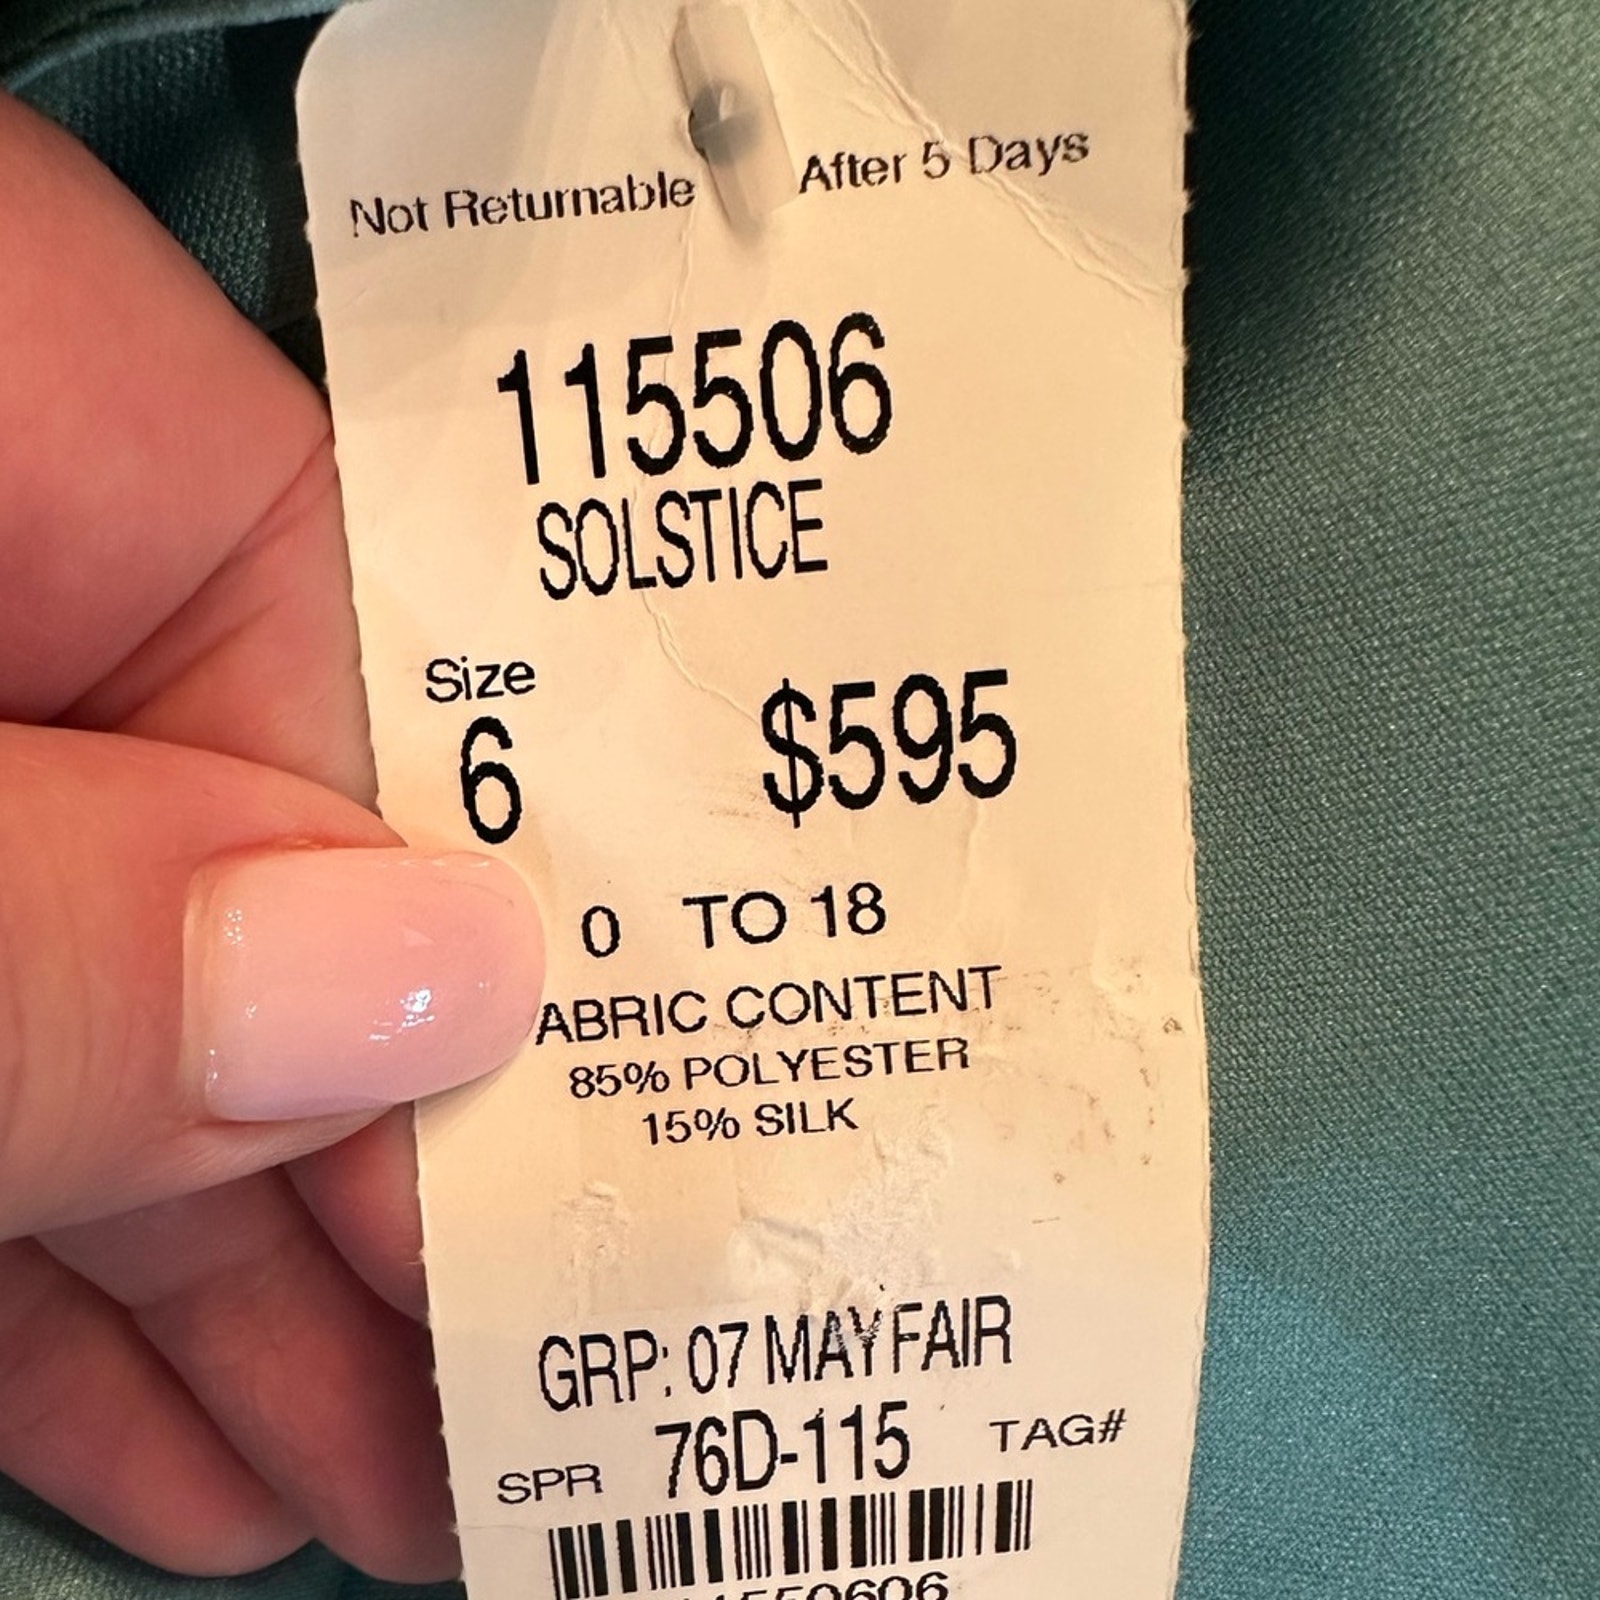 Not Returnable After 5 Days
115506
SOLSTICE
Size
6 $595
0 TO 18
ABRIC CONTENT
85% POLYESTER
15% SILK
GRP: 07 MAYFAIR
SPR 76D-115 TAG#